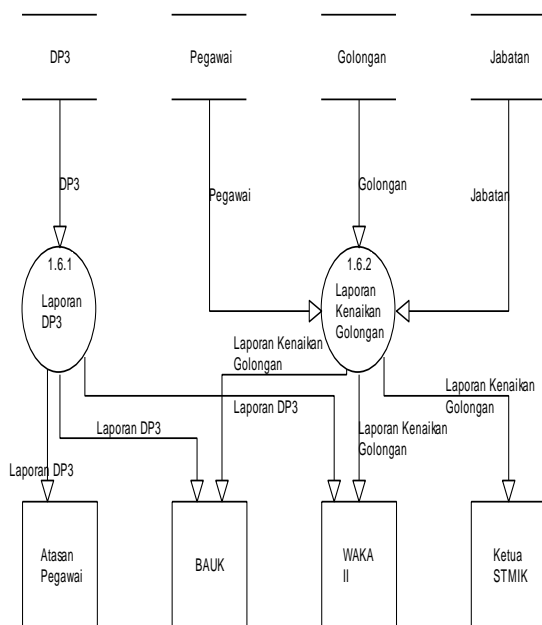 DP3
Pegawai
Golongan
Jabatan
DP3
Pegawai
Golongan
Jabatan
1.6.1
Laporan
DP3
1.6.2
Laporan
Kenaikan
Golongan
Laporan Kenaikan
Golongan
Laporan DP3
Laporan Kenaikan
Golongan
Laporan DP3
Laporan Kenaikan
Golongan
Laporan DP3
Atasan
Pegawai
BAUK
WAKA
II
Ketua
STMIK